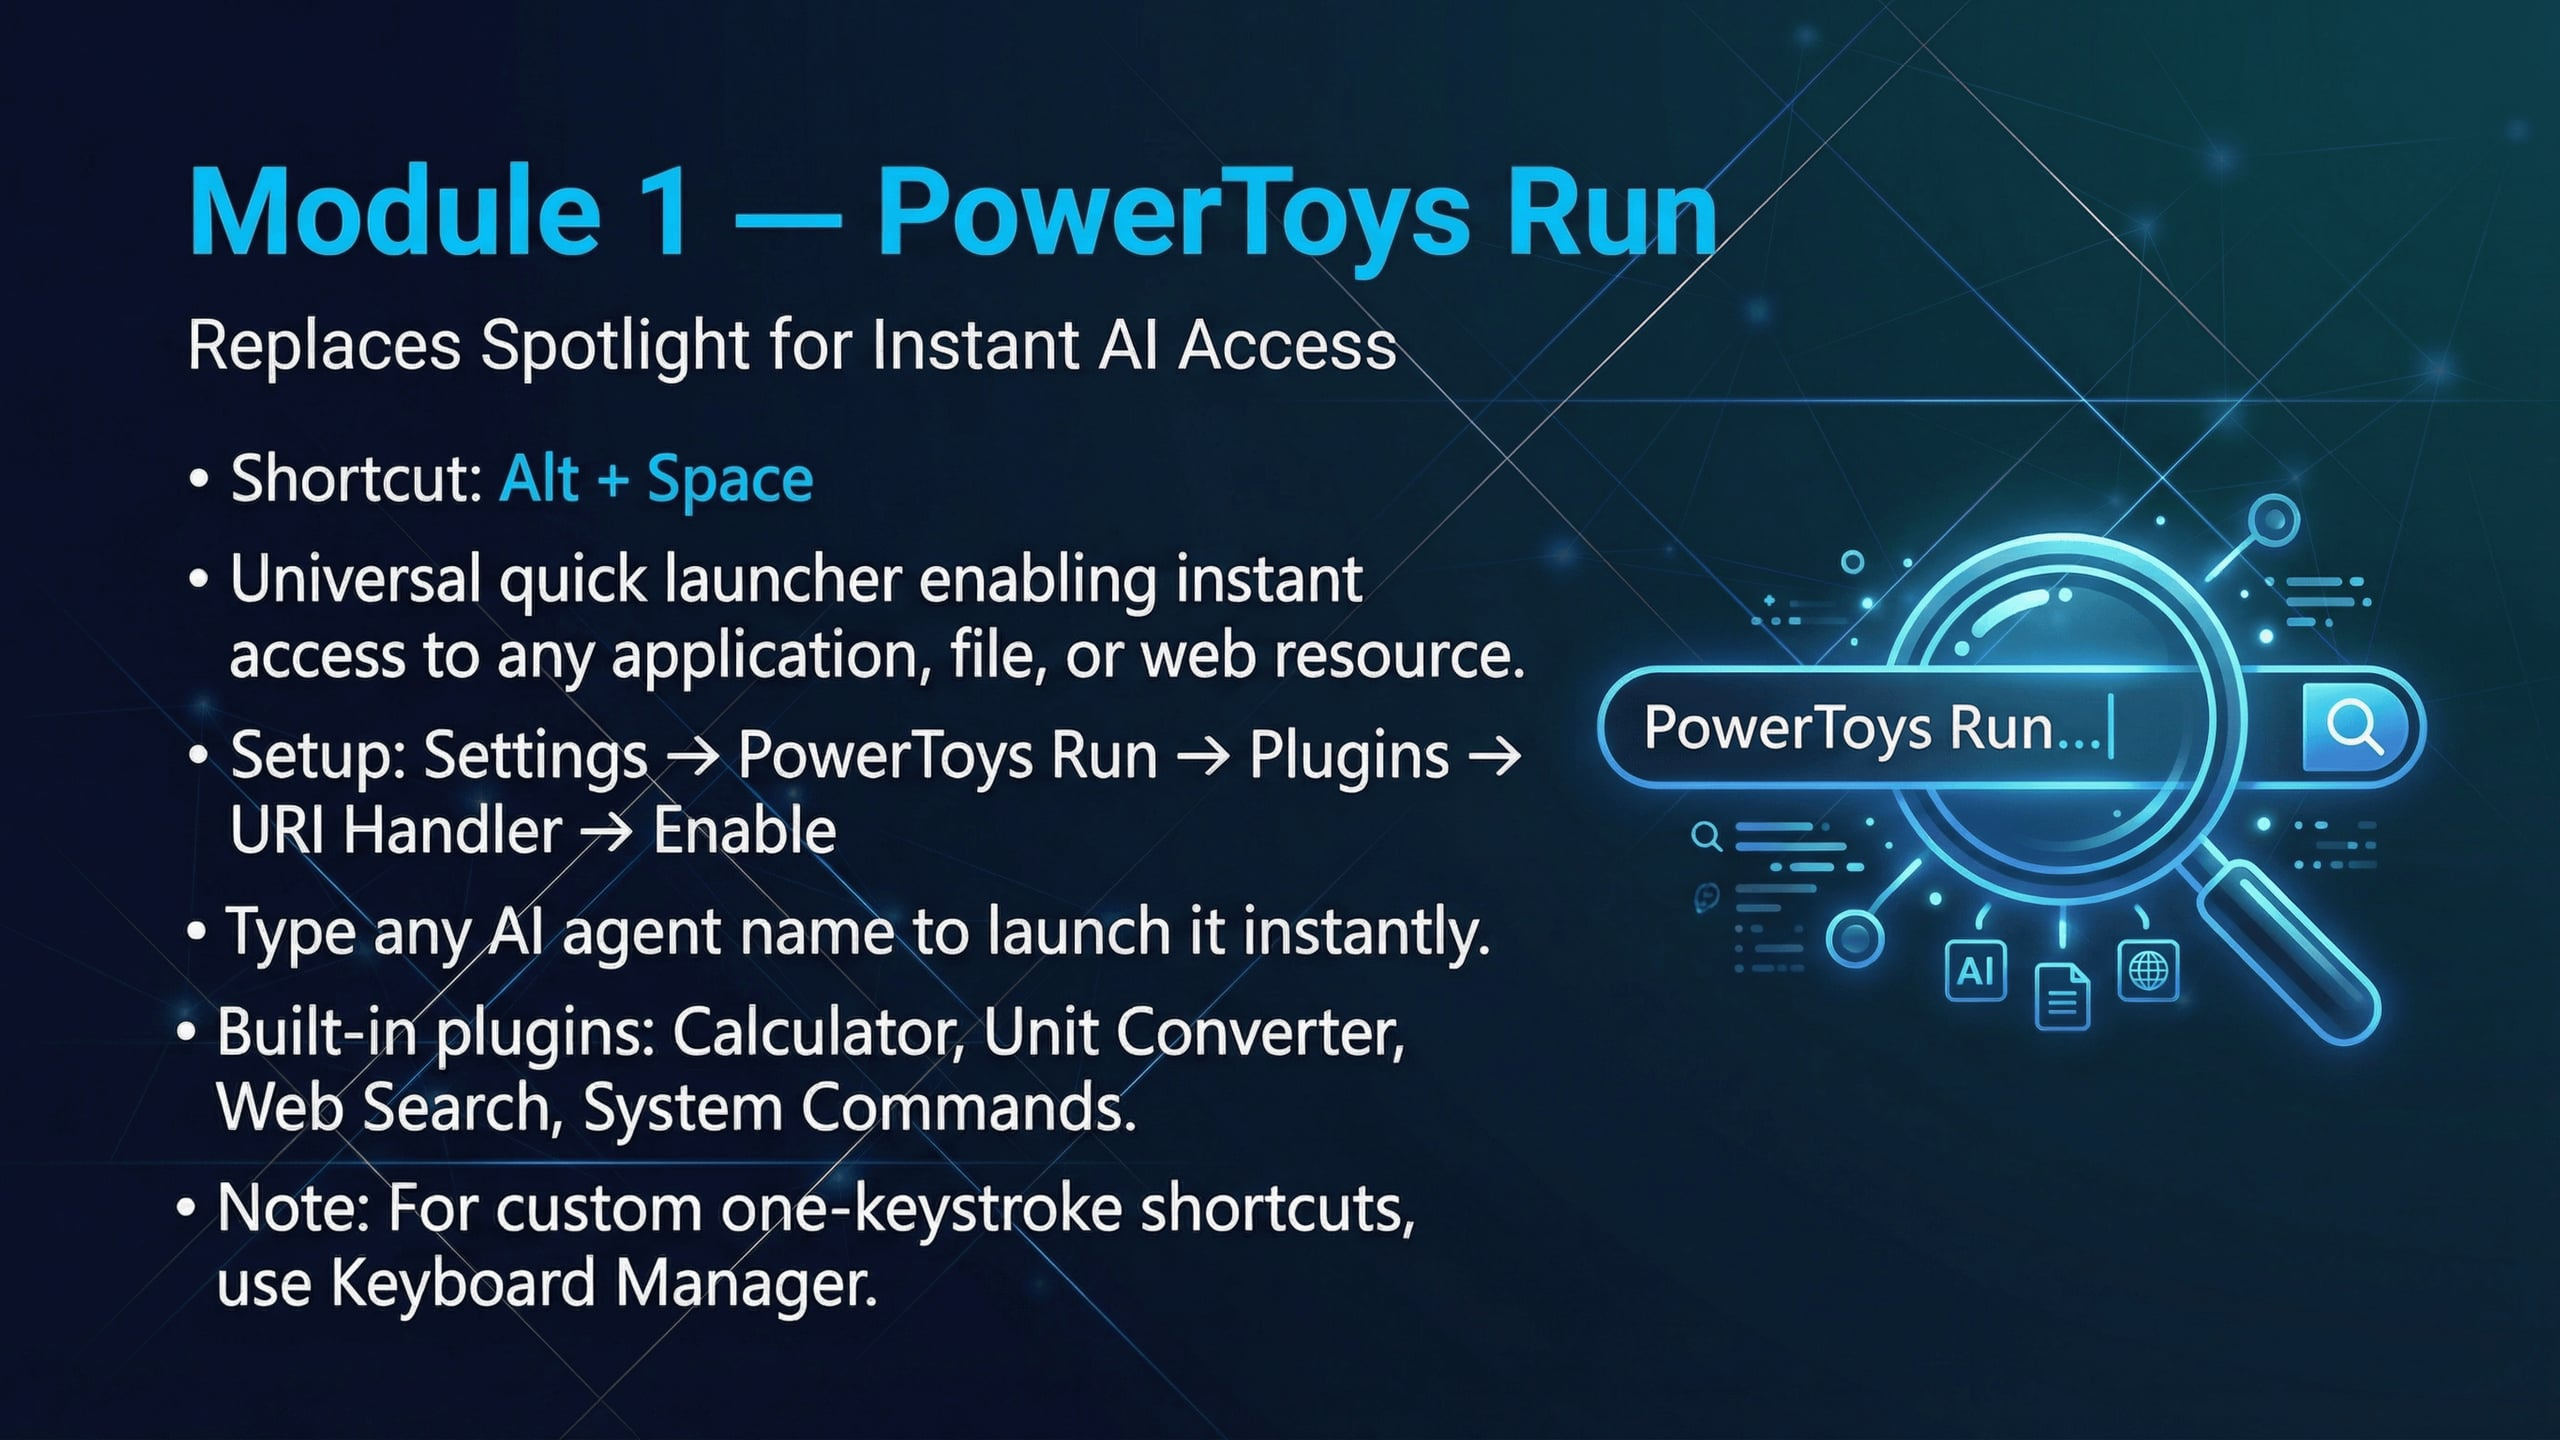 Module 1 — PowerToys Run
Replaces Spotlight for Instant AI Access
• Shortcut: Alt + Space
• Universal quick launcher enabling instant
access to any application, file, or web resource.
• Setup: Settings → PowerToys Run → Plugins →
URI Handler → Enable
• Type any AI agent name to launch it instantly.
• Built-in plugins: Calculator, Unit Converter,
Web Search, System Commands.
• Note: For custom one-keystroke shortcuts,
use Keyboard Manager.
PowerToys Run...
AI